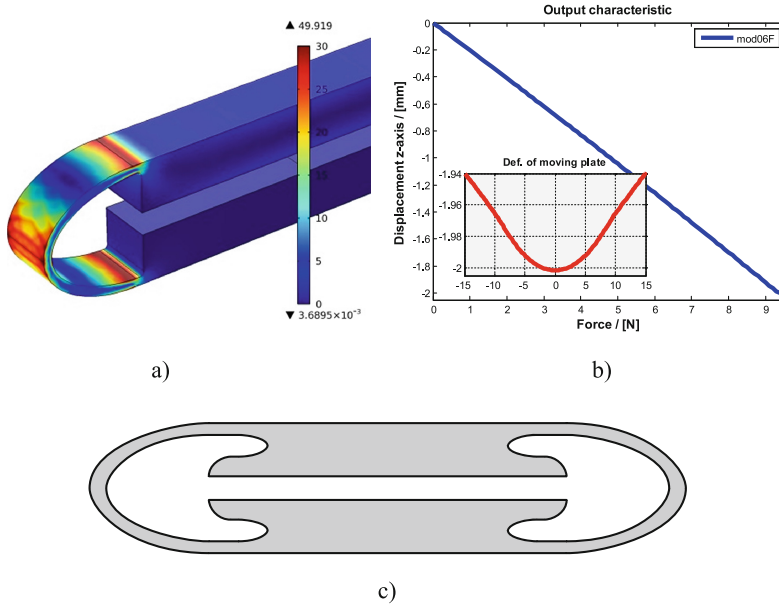 ▲ 49.919
30
25
20
15
10
5
0
▼ 3.6895×10⁻³
a)
Output characteristic
mod06F
Displacement z-axis / [mm]
0
-0.2
-0.4
-0.6
-0.8
-1
-1.2
-1.4
-1.6
-1.8
-2
Def. of moving plate
-1.94
-1.96
-1.98
-2
-15 -10 -5 0 5 10 15
0 1 2 3 4 5 6 7 8 9
Force / [N]
b)
c)